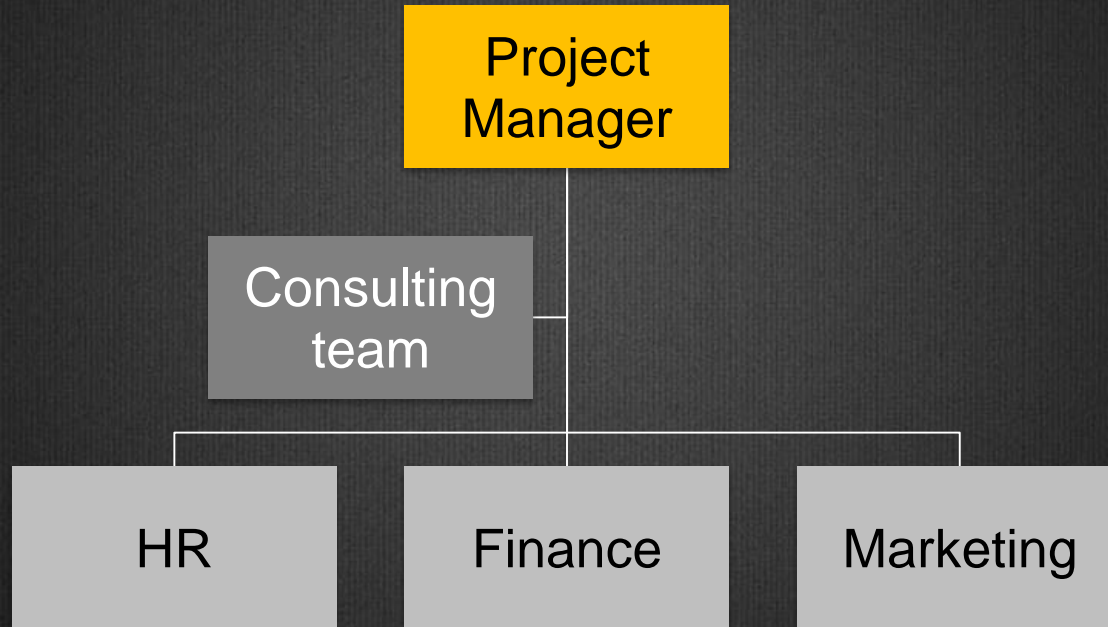 Project
Manager
Consulting
team
HR
Finance
Marketing